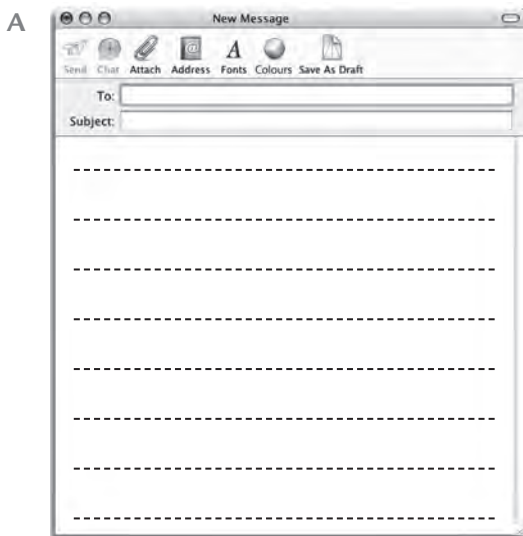 A
New Message
Send Chat Attach Address Fonts Colours Save As Draft
To:
Subject: